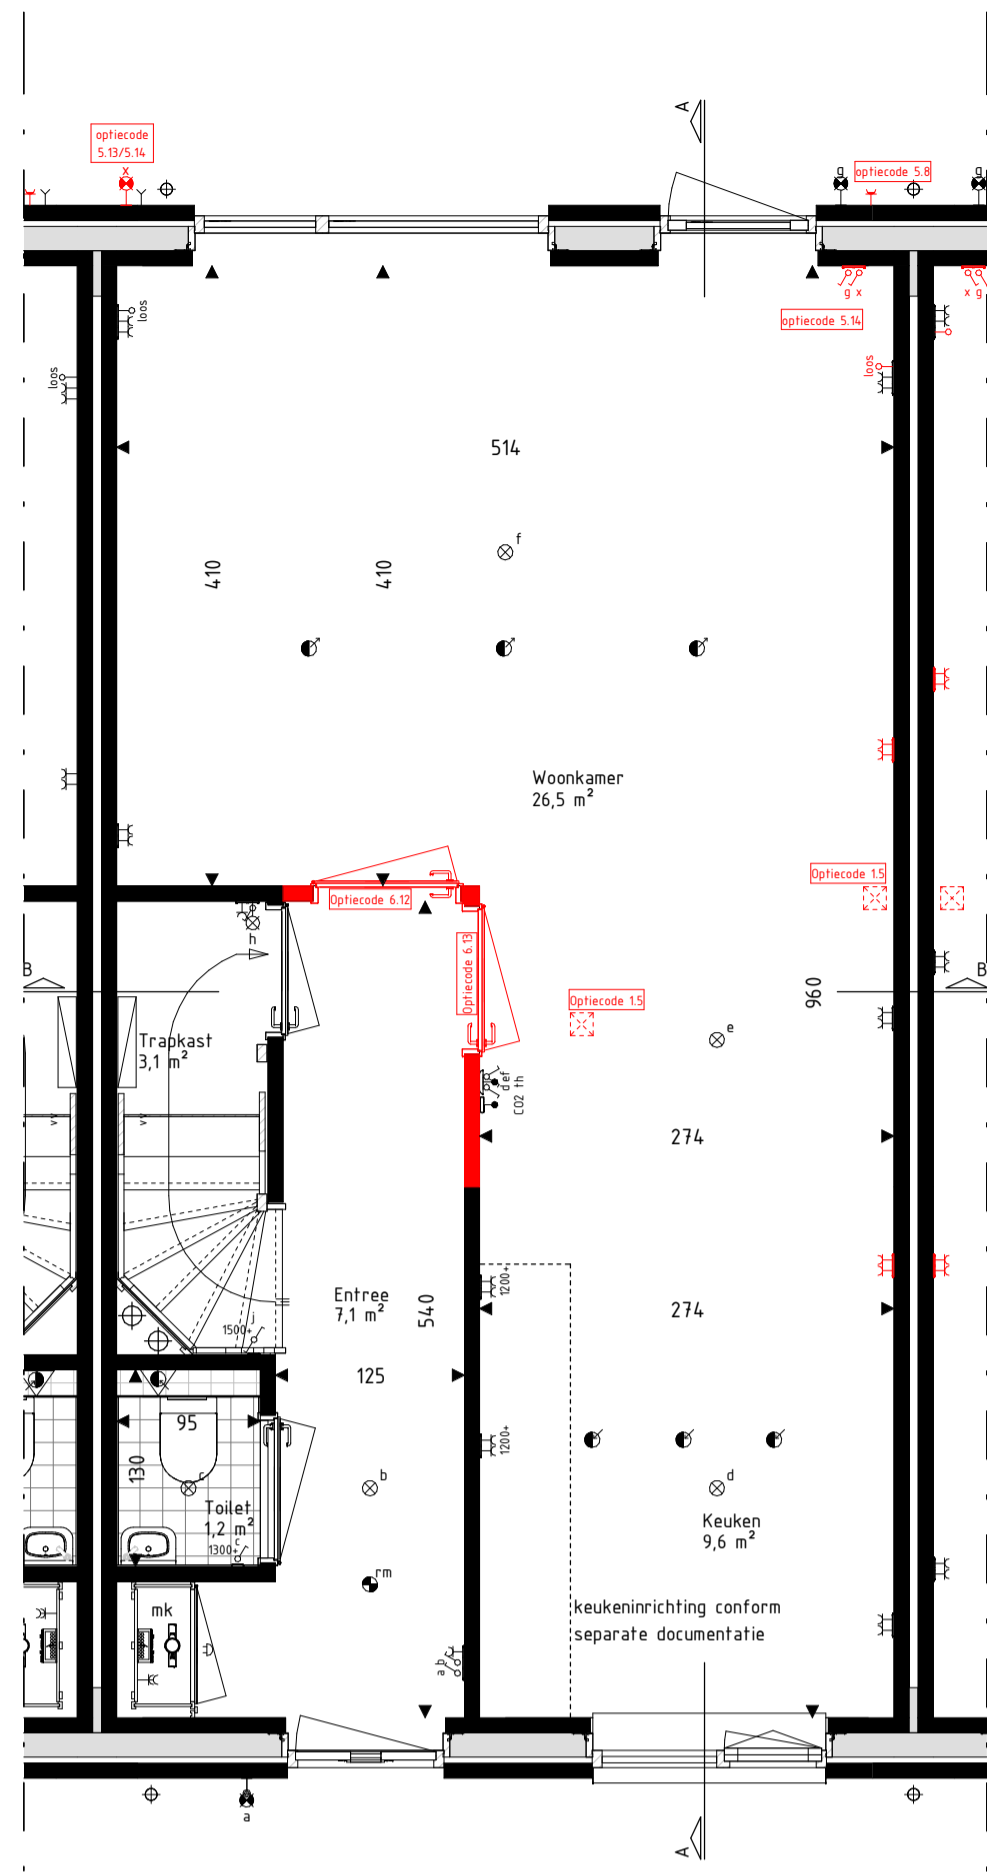 optiecode
5.13/5.14
x
A
g
optiecode 5.8
g
g x
x g
optiecode 5.14
loos
loos
loos
514
f
410
410
Woonkamer
26,5 m²
Optiecode 1.5
Optiecode 6.12
h
Optiecode 6.13
B
B
960
Optiecode 1.5
Trapkast
3,1 m²
e
def
CO2 th
vv
vv
274
1200+
Entree
7,1 m²
540
274
j
1500+
125
95
130
1200+
c
b
d
Toilet
1,2 m²
c
1300+
Keuken
9,6 m²
rm
mk
keukeninrichting conform
separate documentatie
a b
a
A